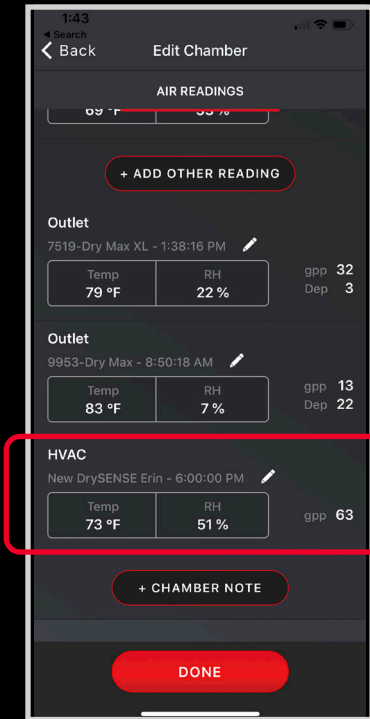 1:43
◀ Search
Back Edit Chamber
AIR READINGS
69 °F 53 %
+ ADD OTHER READING
Outlet
7519-Dry Max XL - 1:38:16 PM
Temp RH gpp 32
79 °F 22 % Dep 3
Outlet
9953-Dry Max - 8:50:18 AM
Temp RH gpp 13
83 °F 7 % Dep 22
HVAC
New DrySENSE Erin - 6:00:00 PM
Temp RH
73 °F 51 % gpp 63
+ CHAMBER NOTE
DONE